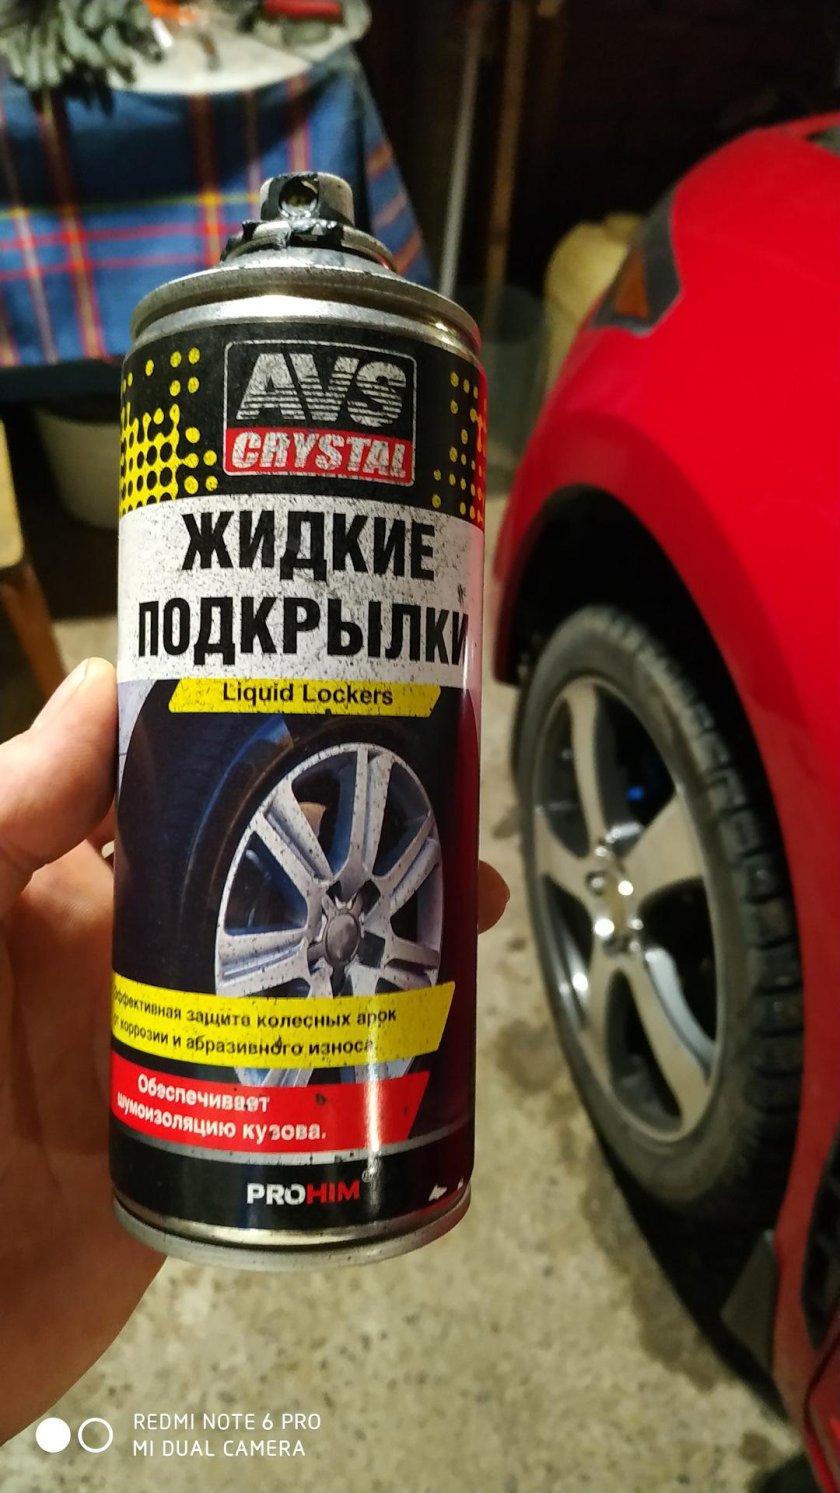 AVS
CRYSTAL
ЖИДКИЕ
ПОДКРЫЛКИ
Liquid Lockers
Эффективная защита колесных арок
от коррозии и абразивного износа.
Обеспечивает
шумоизоляцию кузова.
PROHIM®
REDMI NOTE 6 PRO
MI DUAL CAMERA